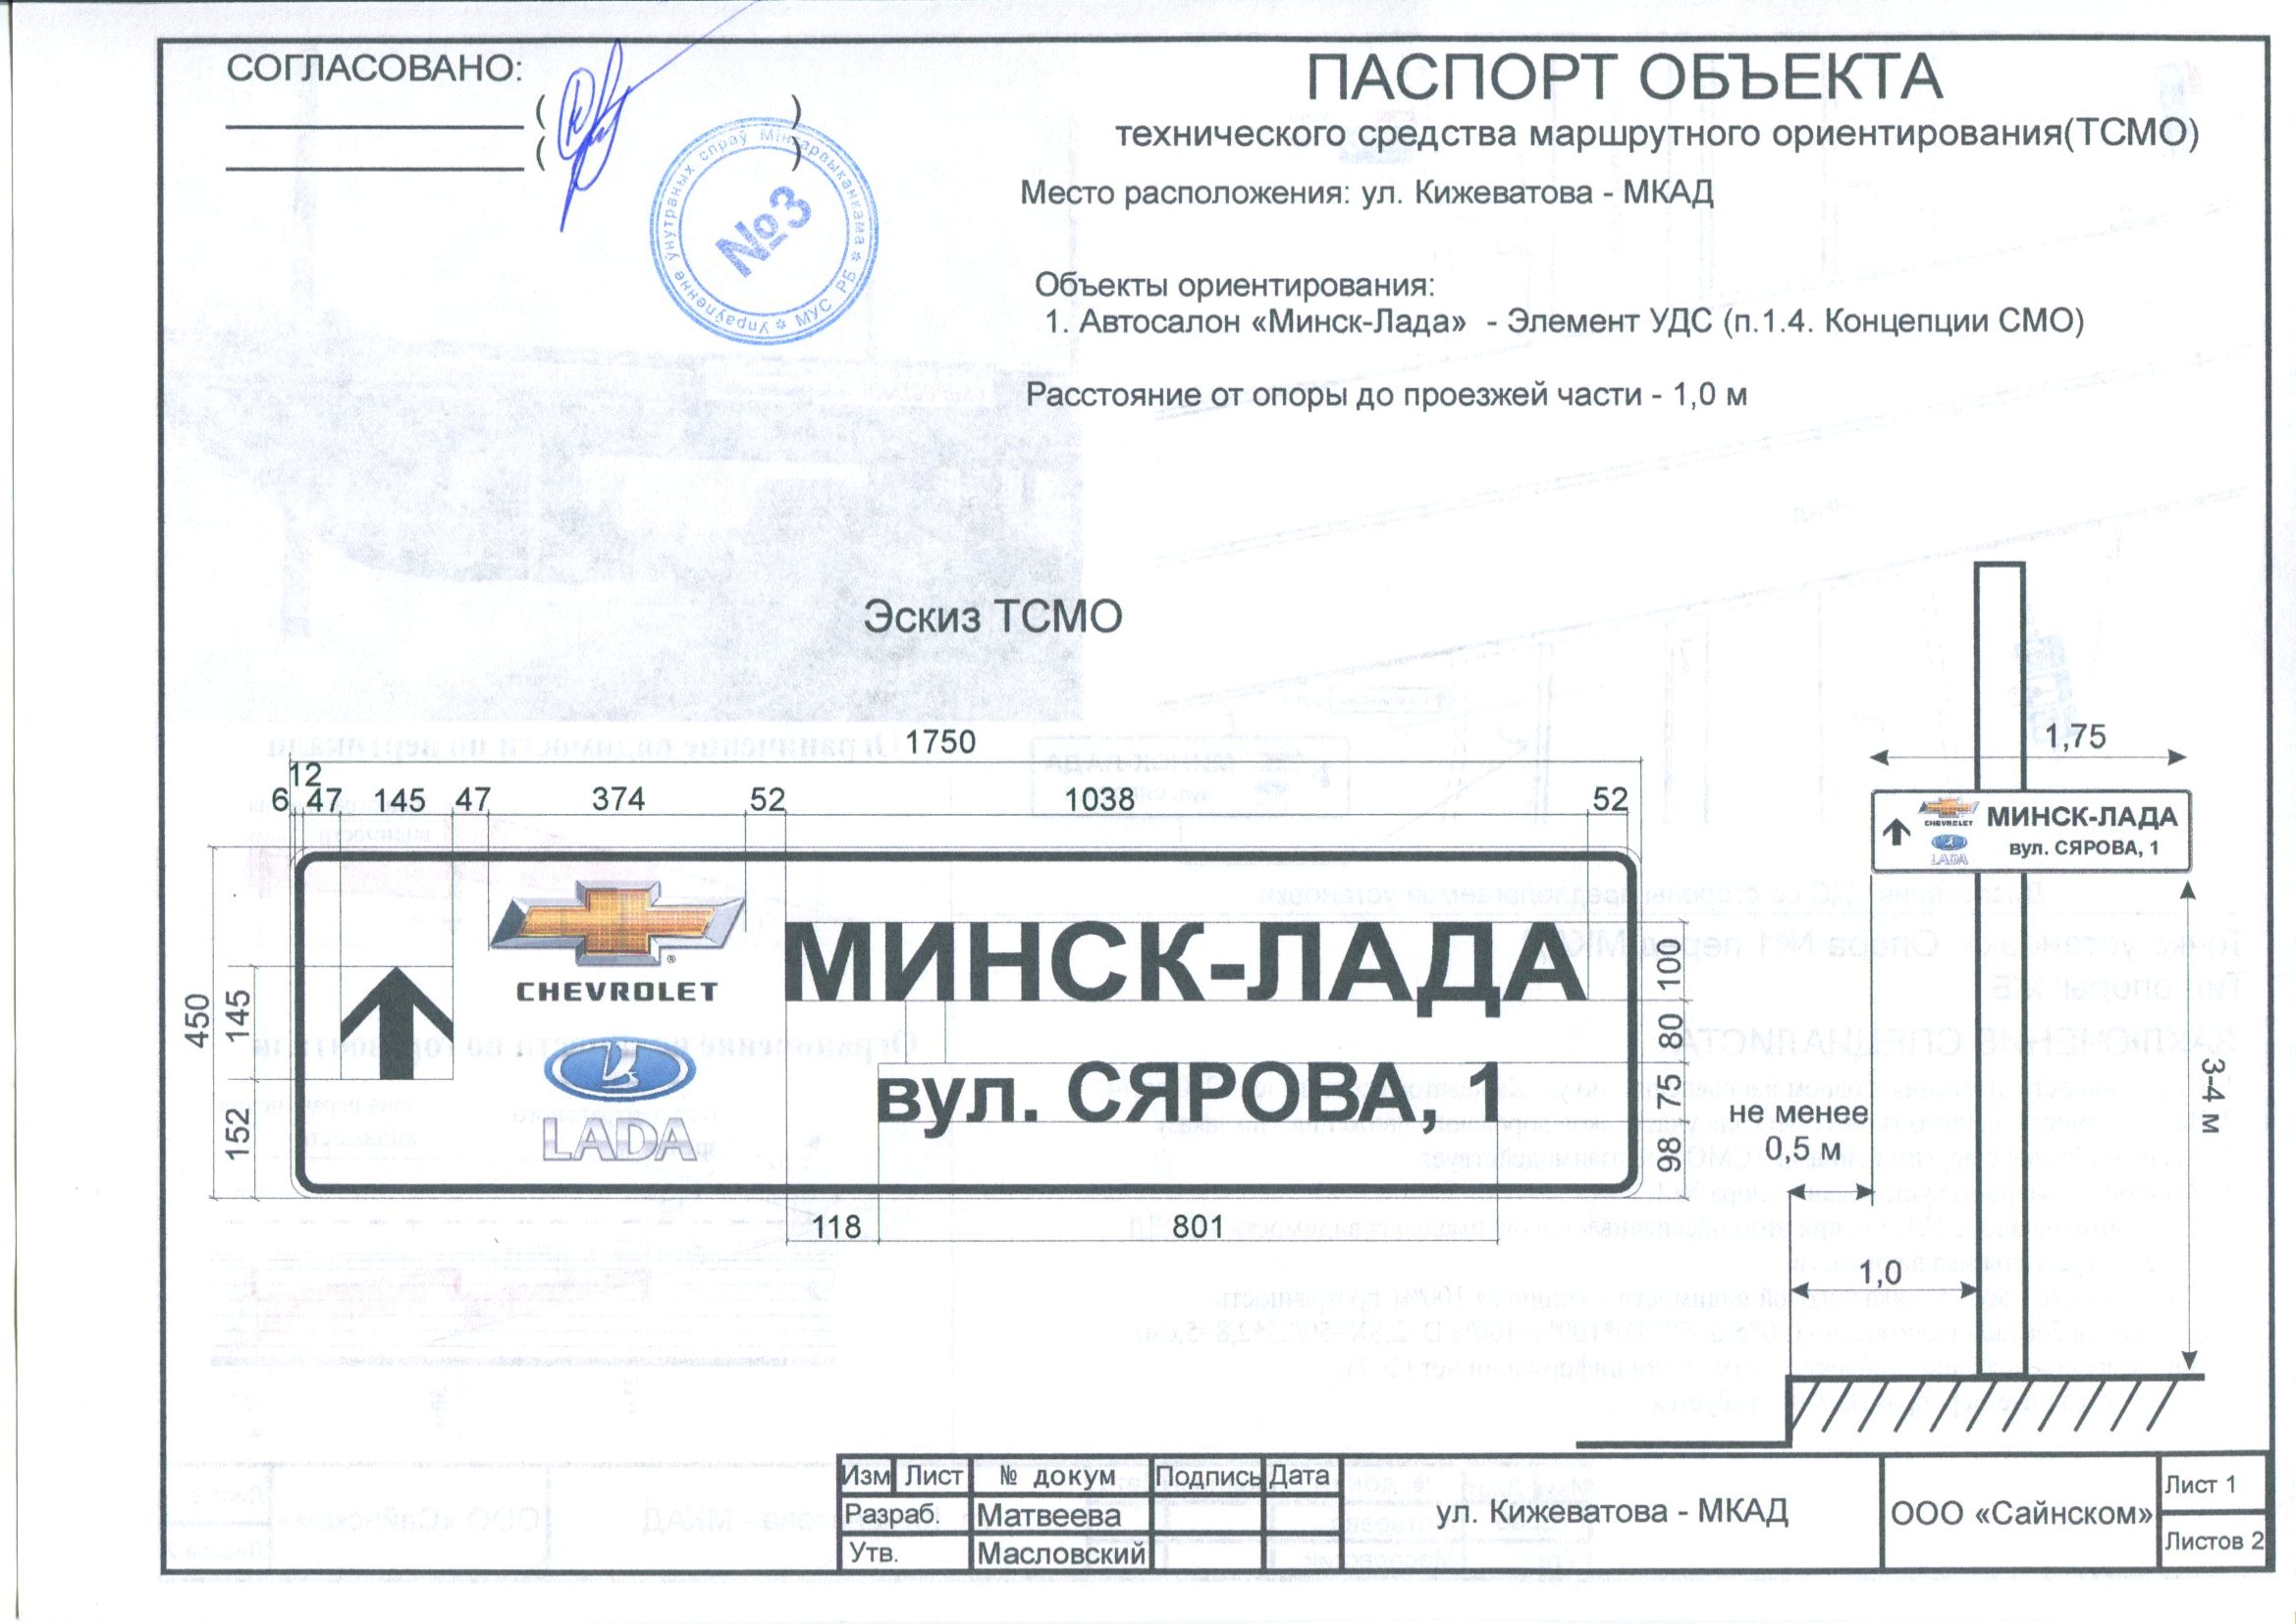 СОГЛАСОВАНО:
( )
( )
Упраўленне ўнутраных спраў Мінгарвыканкама * МУС РБ *
№3
ПАСПОРТ ОБЪЕКТА
технического средства маршрутного ориентирования(ТСМО)
Место расположения: ул. Кижеватова - МКАД
Объекты ориентирования:
1. Автосалон «Минск-Лада» - Элемент УДС (п.1.4. Концепции СМО)
Расстояние от опоры до проезжей части - 1,0 м
Эскиз ТСМО
1750
12
6 47 145 47 374 52 1038 52
450
145
152
CHEVROLET
LADA
МИНСК-ЛАДА
вул. СЯРОВА, 1
100
80
75
98
118 801
1,75
CHEVROLET
LADA
МИНСК-ЛАДА
вул. СЯРОВА, 1
3-4 м
не менее
0,5 м
1,0
Изм Лист № докум Подпись Дата
Разраб. Матвеева
Утв. Масловский
ул. Кижеватова - МКАД
ООО «Сайнском»
Лист 1
Листов 2